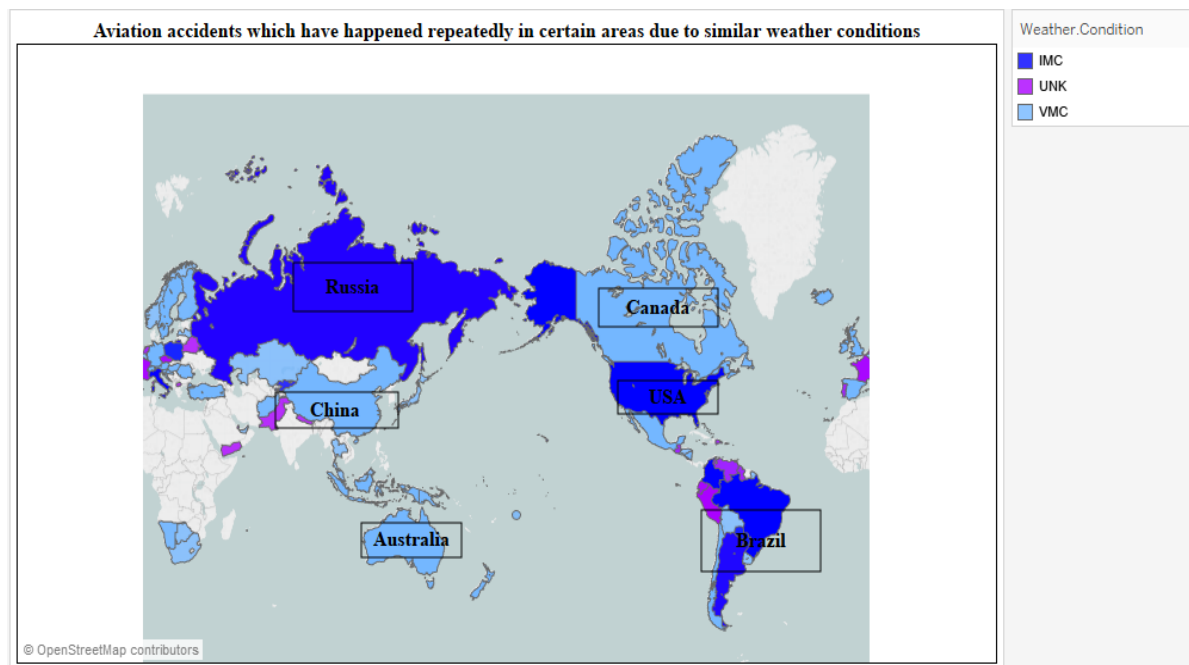 Aviation accidents which have happened repeatedly in certain areas due to similar weather conditions
Weather.Condition
IMC
UNK
VMC
Russia
Canada
USA
China
Australia
Brazil
© OpenStreetMap contributors